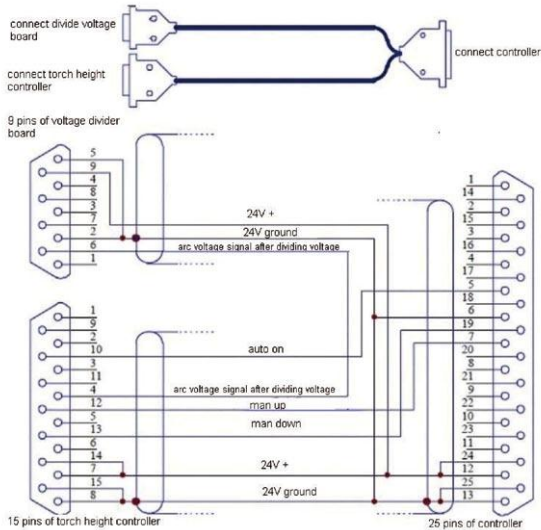 connect divide voltage
board
connect controller
connect torch height
controller
9 pins of voltage divider
board
5
9
4
8
3
7
2
6
1
24V +
24V ground
arc voltage signal after dividing voltage
1
14
2
15
3
16
4
17
5
18
6
19
7
20
8
21
9
22
10
23
11
24
12
25
13
1
9
2
10
3
11
4
12
5
13
6
14
7
15
8
auto on
arc voltage signal after dividing voltage
man up
man down
24V +
24V ground
15 pins of torch height controller
25 pins of controller